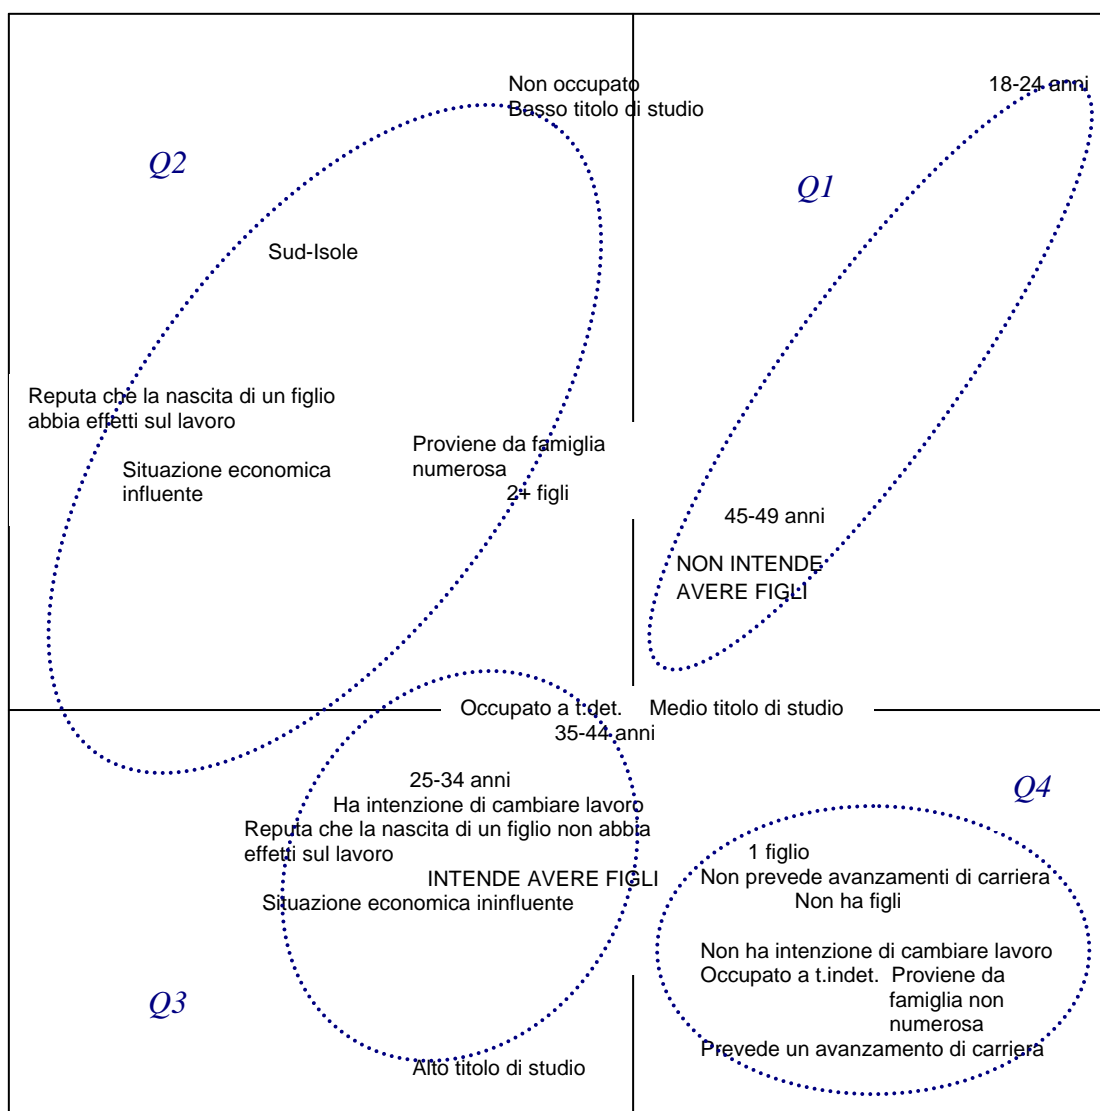 Non occupato
Basso titolo di studio
18-24 anni
Q2
Q1
Sud-Isole
Reputa che la nascita di un figlio
abbia effetti sul lavoro
Proviene da famiglia
numerosa
Situazione economica
influente
2+ figli
45-49 anni
NON INTENDE
AVERE FIGLI
Occupato a t.det.
Medio titolo di studio
35-44 anni
25-34 anni
Ha intenzione di cambiare lavoro
Reputa che la nascita di un figlio non abbia
effetti sul lavoro
INTENDE AVERE FIGLI
Situazione economica ininfluente
Q4
1 figlio
Non prevede avanzamenti di carriera
Non ha figli
Non ha intenzione di cambiare lavoro
Occupato a t.indet.
Proviene da
famiglia non
numerosa
Prevede un avanzamento di carriera
Q3
Alto titolo di studio